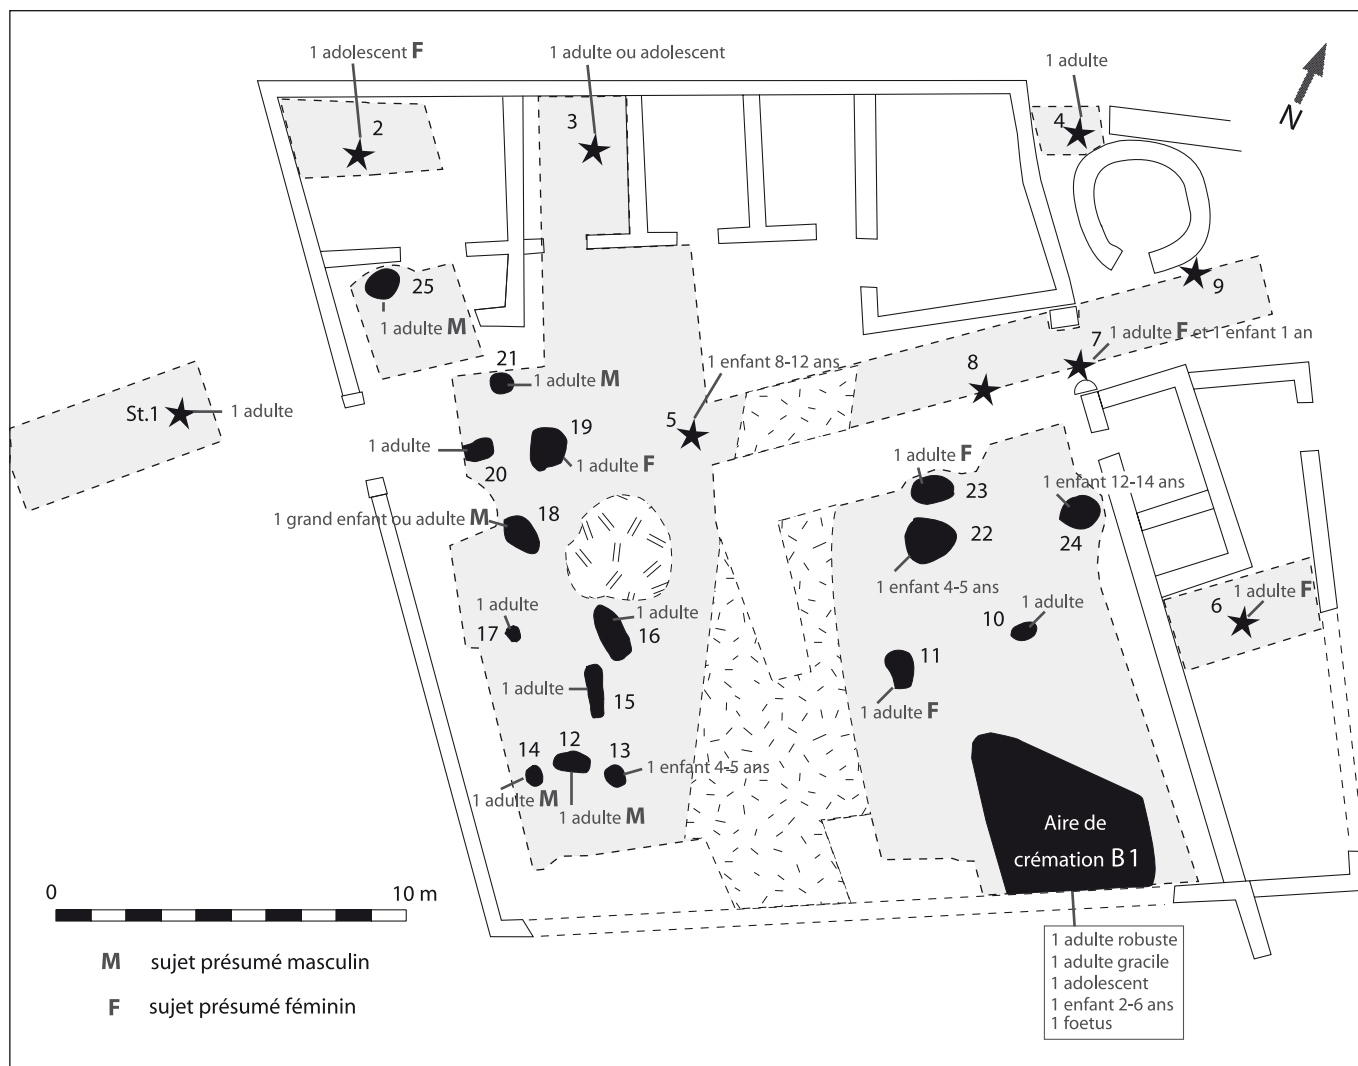 1 adolescent F
1 adulte ou adolescent
1 adulte
N
2
3
4
25
1 adulte M
9
7
1 adulte F et 1 enfant 1 an
8
1 enfant 8-12 ans
5
21
1 adulte M
St.1
1 adulte
19
1 adulte
20
1 adulte F
1 adulte F
23
1 enfant 12-14 ans
24
1 grand enfant ou adulte M
18
22
1 enfant 4-5 ans
1 adulte
17
1 adulte
16
10
1 adulte
6
1 adulte F
11
1 adulte F
1 adulte
15
14
12
13
1 enfant 4-5 ans
1 adulte M
1 adulte M
Aire de
crémation B1
0
10 m
M sujet présumé masculin
F sujet présumé féminin
1 adulte robuste
1 adulte gracile
1 adolescent
1 enfant 2-6 ans
1 foetus